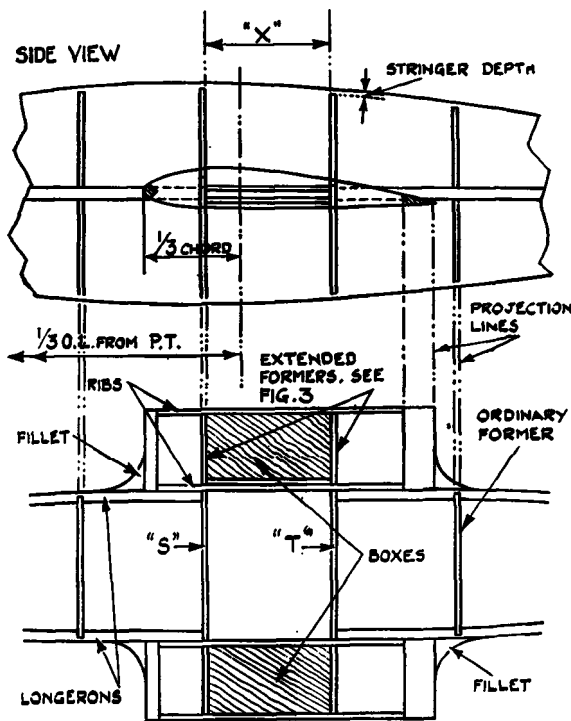 "X"
SIDE VIEW
STRINGER DEPTH
1/3 CHORD
1/3 O.L. FROM P.T.
PROJECTION
LINES
EXTENDED
FORMERS. SEE
FIG. 3
RIBS
FILLET
ORDINARY
FORMER
"S"
"T"
BOXES
LONGERONS
FILLET